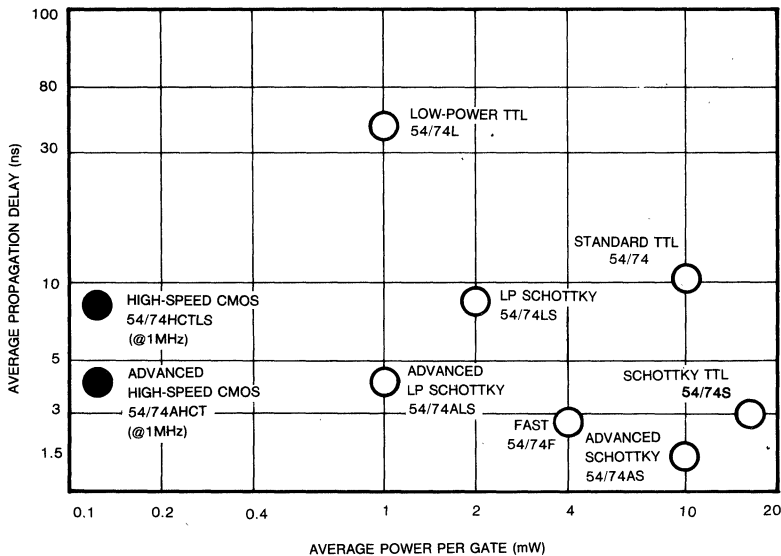 100
80
30
10
5
3
1.5
AVERAGE PROPAGATION DELAY (ns)
LOW-POWER TTL
54/74L
STANDARD TTL
54/74
HIGH-SPEED CMOS
54/74HCTLS
(@1MHz)
LP SCHOTTKY
54/74LS
ADVANCED
HIGH-SPEED CMOS
54/74AHCT
(@1MHz)
ADVANCED
LP SCHOTTKY
54/74ALS
SCHOTTKY TTL
54/74S
FAST
54/74F
ADVANCED
SCHOTTKY
54/74AS
0.1 0.2 0.4 1 2 4 10 20
AVERAGE POWER PER GATE (mW)